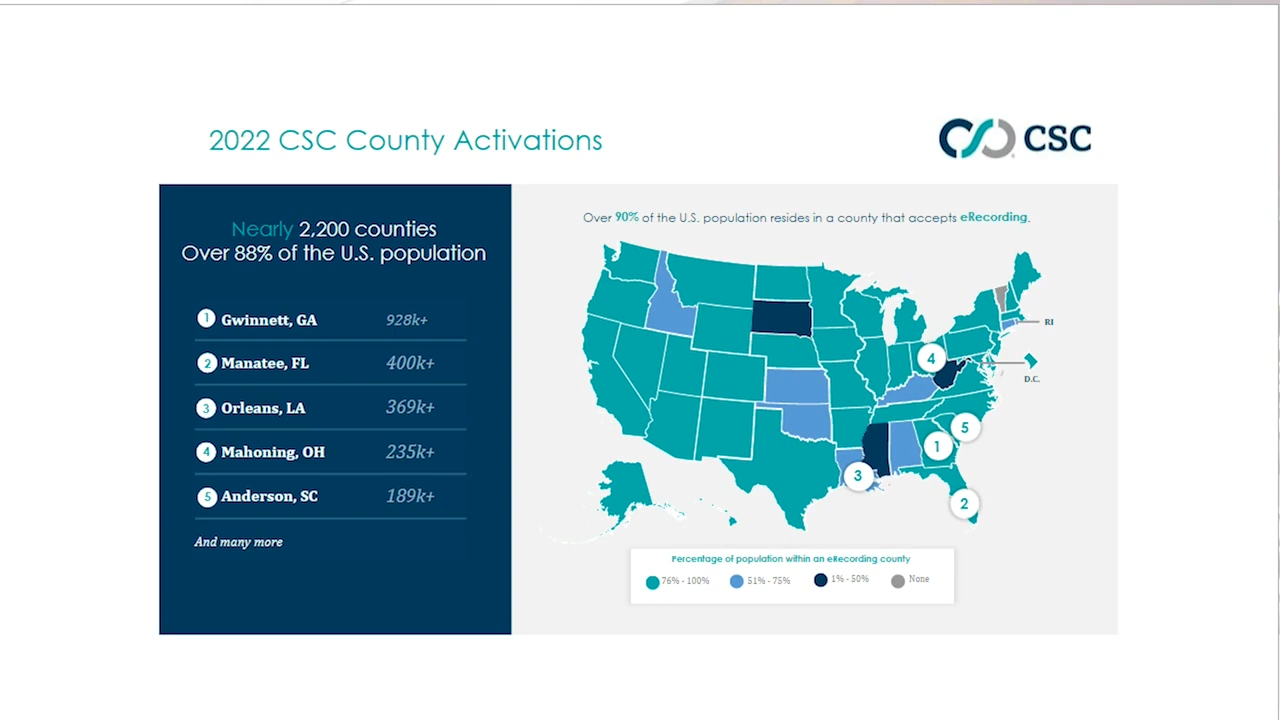 2022 CSC County Activations
CSC
Nearly 2,200 counties
Over 88% of the U.S. population
1 Gwinnett, GA 928k+
2 Manatee, FL 400k+
3 Orleans, LA 369k+
4 Mahoning, OH 235k+
5 Anderson, SC 189k+
And many more
Over 90% of the U.S. population resides in a county that accepts eRecording.
RI
4
D.C.
5
1
3
2
Percentage of population within an eRecording county
76% - 100% 51% - 75% 1% - 50% None